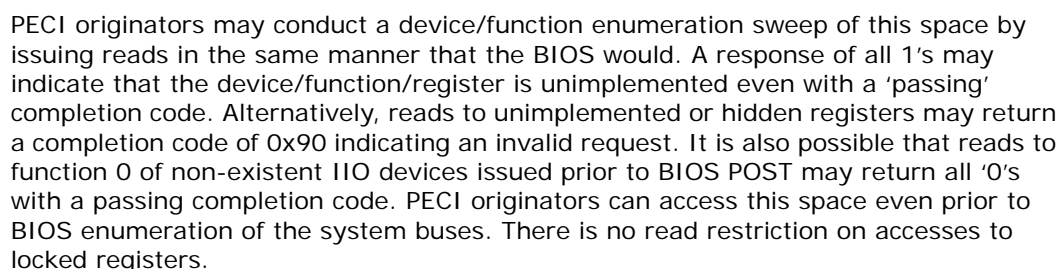 PECI originators may conduct a device/function enumeration sweep of this space by
issuing reads in the same manner that the BIOS would. A response of all 1's may
indicate that the device/function/register is unimplemented even with a 'passing'
completion code. Alternatively, reads to unimplemented or hidden registers may return
a completion code of 0x90 indicating an invalid request. It is also possible that reads to
function 0 of non-existent IIO devices issued prior to BIOS POST may return all '0's
with a passing completion code. PECI originators can access this space even prior to
BIOS enumeration of the system buses. There is no read restriction on accesses to
locked registers.